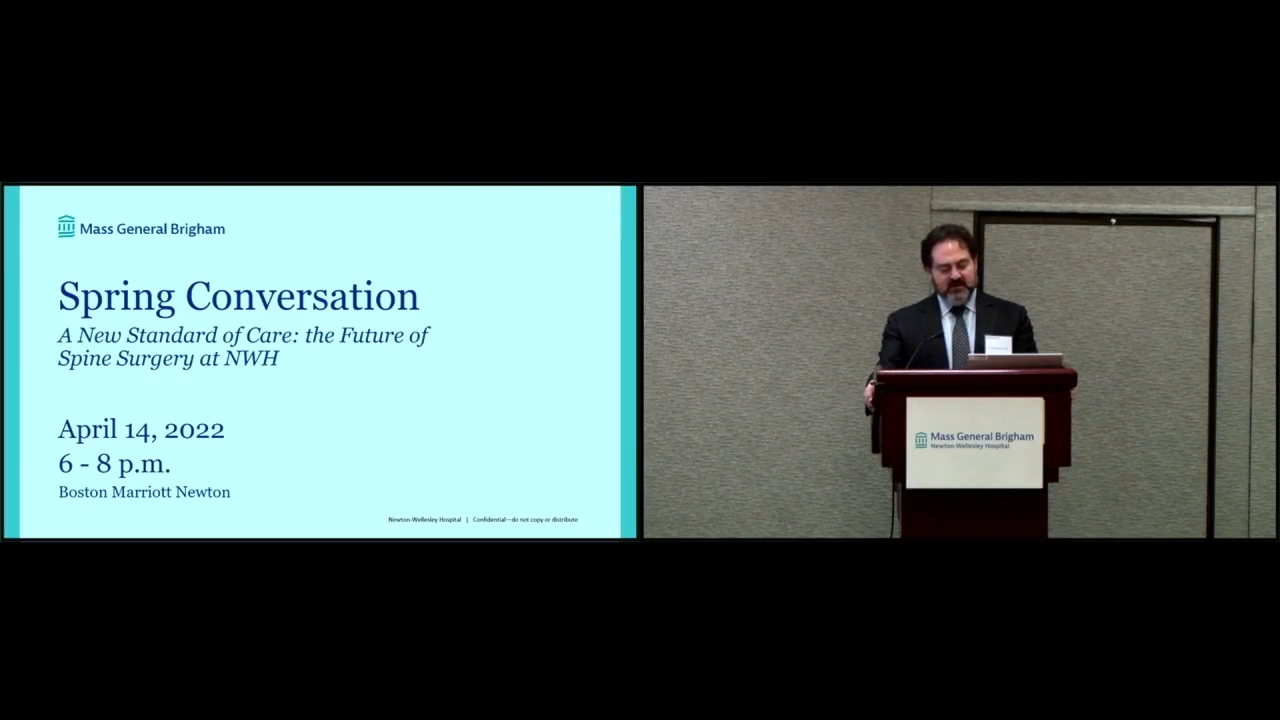 Mass General Brigham
Spring Conversation
A New Standard of Care: the Future of
Spine Surgery at NWH
April 14, 2022
6 - 8 p.m.
Boston Marriott Newton
Newton-Wellesley Hospital | Confidential—do not copy or distribute
Mass General Brigham
Newton-Wellesley Hospital